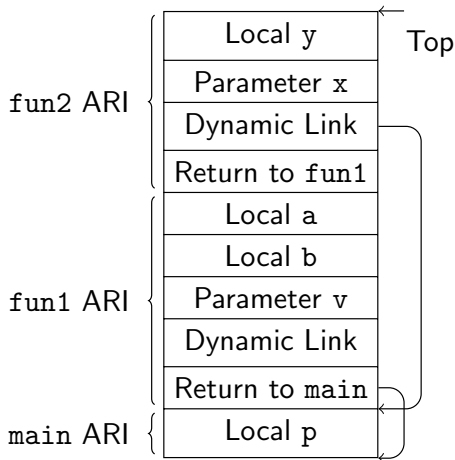 Local y
Top
Parameter x
fun2 ARI
Dynamic Link
Return to fun1
Local a
Local b
fun1 ARI
Parameter v
Dynamic Link
Return to main
main ARI
Local p